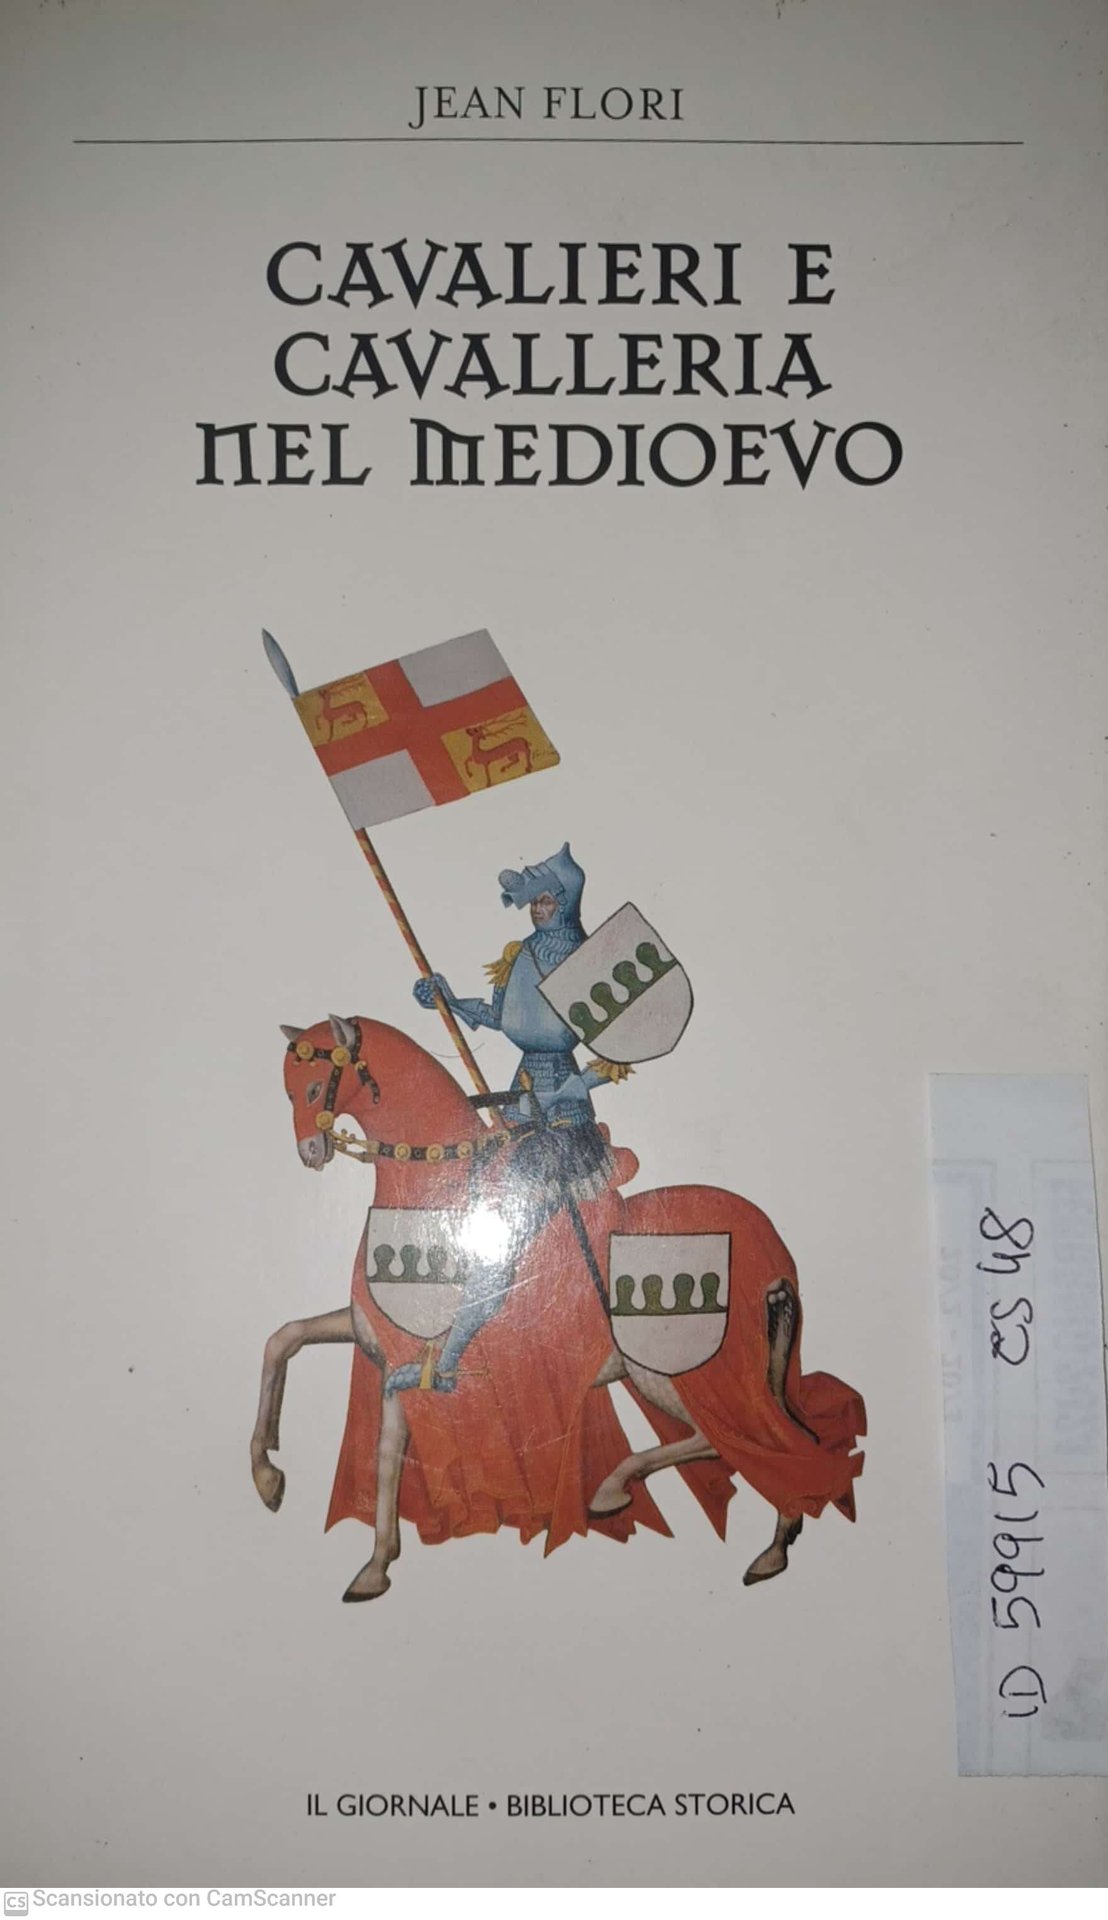 JEAN FLORI
CAVALIERI E
CAVALLERIA
NEL MEDIOEVO
IL GIORNALE • BIBLIOTECA STORICA
ID 59915
48
CS Scansionato con CamScanner